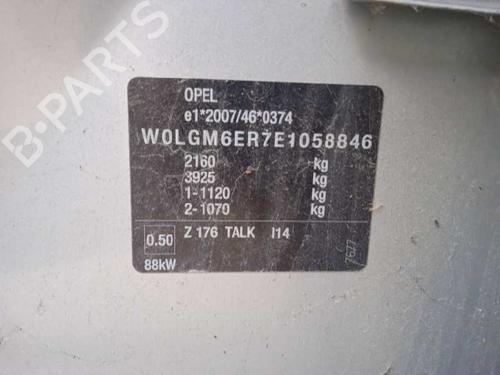 OPEL
e1*2007/46*0374
W0LGM6ER7E1058846
2160 kg
3925 kg
1-1120 kg
2-1070 kg
0.50 Z 176 TALK I14
88kW
7677
B-PARTS